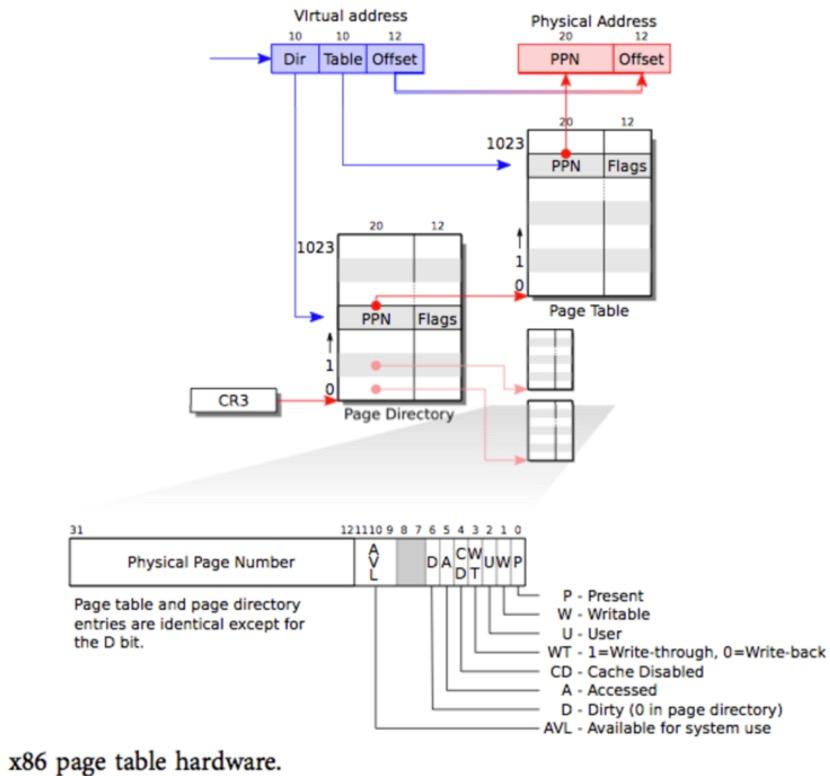 Virtual address
Physical Address
10 10 12
20 12
Dir Table Offset
PPN Offset
20 12
1023
PPN Flags
20 12
1023
1
0
Page Table
PPN Flags
1
0
CR3
Page Directory
31 12 11 10 9 8 7 6 5 4 3 2 1 0
Physical Page Number
AVL
D A CD WT U W P
Page table and page directory
entries are identical except for
the D bit.
P - Present
W - Writable
U - User
WT - 1=Write-through, 0=Write-back
CD - Cache Disabled
A - Accessed
D - Dirty (0 in page directory)
AVL - Available for system use
x86 page table hardware.